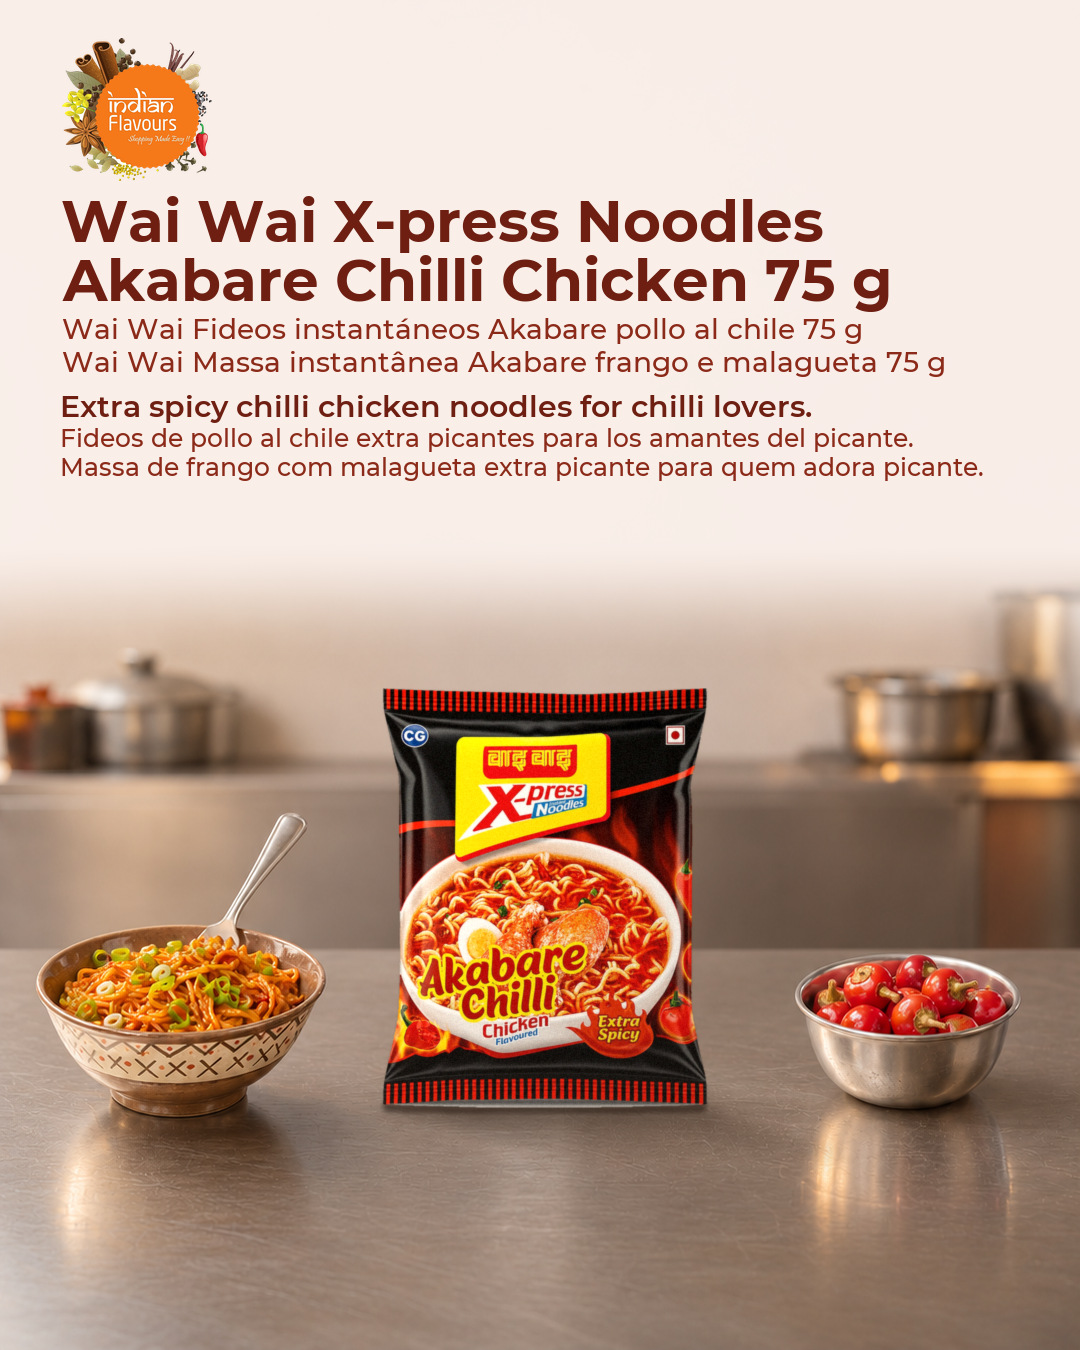 indian
Flavours
Shopping Made Easy !!
Wai Wai X-press Noodles
Akabare Chilli Chicken 75 g
Wai Wai Fideos instantáneos Akabare pollo al chile 75 g
Wai Wai Massa instantânea Akabare frango e malagueta 75 g
Extra spicy chilli chicken noodles for chilli lovers.
Fideos de pollo al chile extra picantes para los amantes del picante.
Massa de frango com malagueta extra picante para quem adora picante.
CG
वाइ वाइ
X-press
Noodles
Akabare
Chilli
Chicken
Flavoured
Extra
Spicy